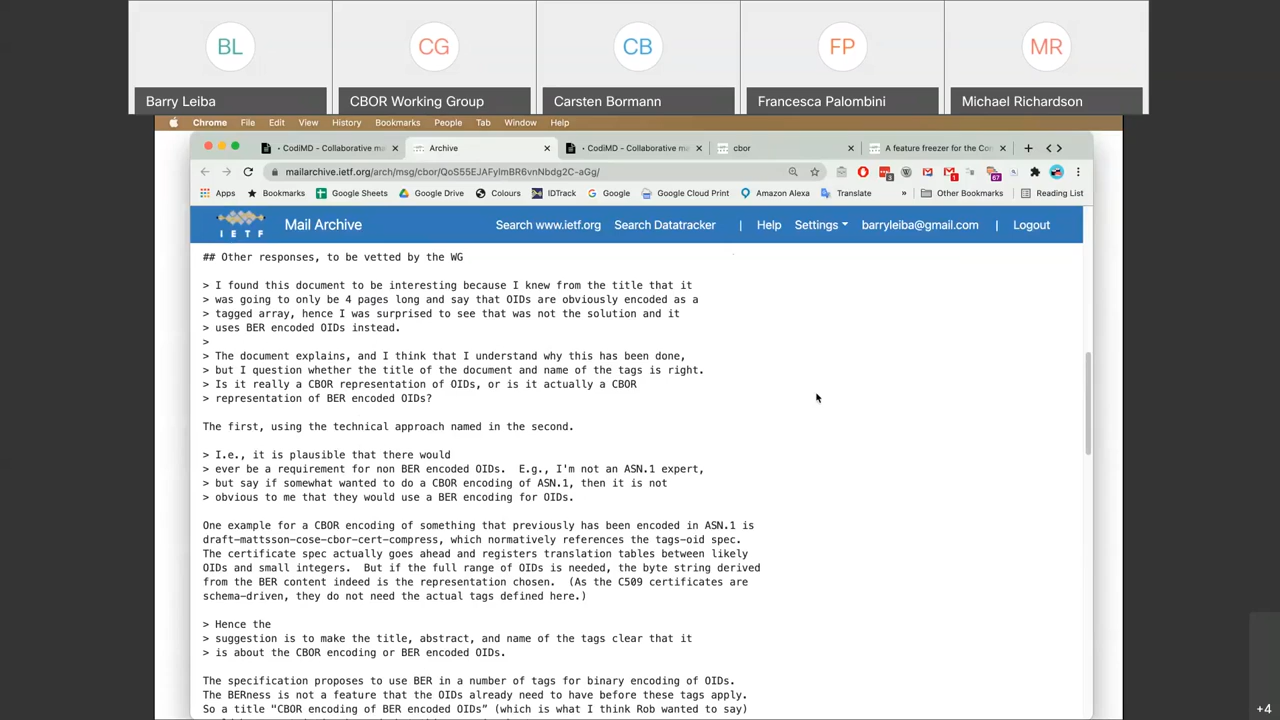 BL
CG
CB
FP
MR
Barry Leiba
CBOR Working Group
Carsten Bormann
Francesca Palombini
Michael Richardson
Chrome File Edit View History Bookmarks People Tab Window Help
CodiMD - Collaborative ma
Archive
CodiMD - Collaborative ma
cbor
A feature freezer for the Con
mailarchive.ietf.org/arch/msg/cbor/QoS55EJAFylmBR6vnNbdg2C-aGg/
Apps Bookmarks Google Sheets Google Drive Colours IDTrack Google Google Cloud Print Amazon Alexa Translate » Other Bookmarks Reading List
IETF Mail Archive Search www.ietf.org Search Datatracker | Help Settings barryleiba@gmail.com | Logout
## Other responses, to be vetted by the WG
> I found this document to be interesting because I knew from the title that it
> was going to only be 4 pages long and say that OIDs are obviously encoded as a
> tagged array, hence I was surprised to see that was not the solution and it
> uses BER encoded OIDs instead.
>
> The document explains, and I think that I understand why this has been done,
> but I question whether the title of the document and name of the tags is right.
> Is it really a CBOR representation of OIDs, or is it actually a CBOR
> representation of BER encoded OIDs?
The first, using the technical approach named in the second.
> I.e., it is plausible that there would
> ever be a requirement for non BER encoded OIDs.  E.g., I'm not an ASN.1 expert,
> but say if somewhat wanted to do a CBOR encoding of ASN.1, then it is not
> obvious to me that they would use a BER encoding for OIDs.
One example for a CBOR encoding of something that previously has been encoded in ASN.1 is
draft-mattsson-cose-cbor-cert-compress, which normatively references the tags-oid spec.
The certificate spec actually goes ahead and registers translation tables between likely
OIDs and small integers.  But if the full range of OIDs is needed, the byte string derived
from the BER content indeed is the representation chosen.  (As the C509 certificates are
schema-driven, they do not need the actual tags defined here.)
> Hence the
> suggestion is to make the title, abstract, and name of the tags clear that it
> is about the CBOR encoding or BER encoded OIDs.
The specification proposes to use BER in a number of tags for binary encoding of OIDs.
The BERness is not a feature that the OIDs already need to have before these tags apply.
So a title "CBOR encoding of BER encoded OIDs" (which is what I think Rob wanted to say)
+4